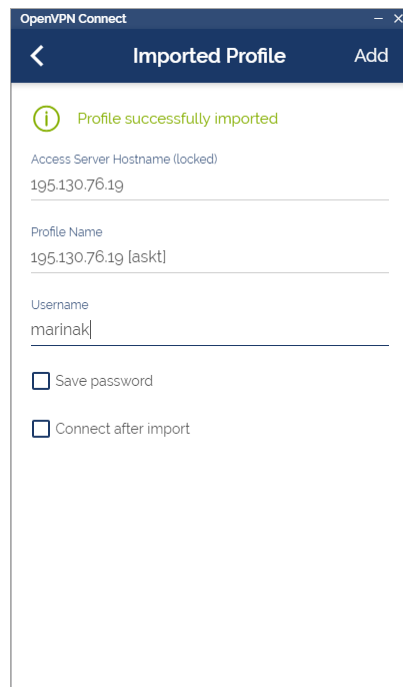 OpenVPN Connect
Imported Profile Add
Profile successfully imported
Access Server Hostname (locked)
195.130.76.19
Profile Name
195.130.76.19 [askt]
Username
marinak
Save password
Connect after import